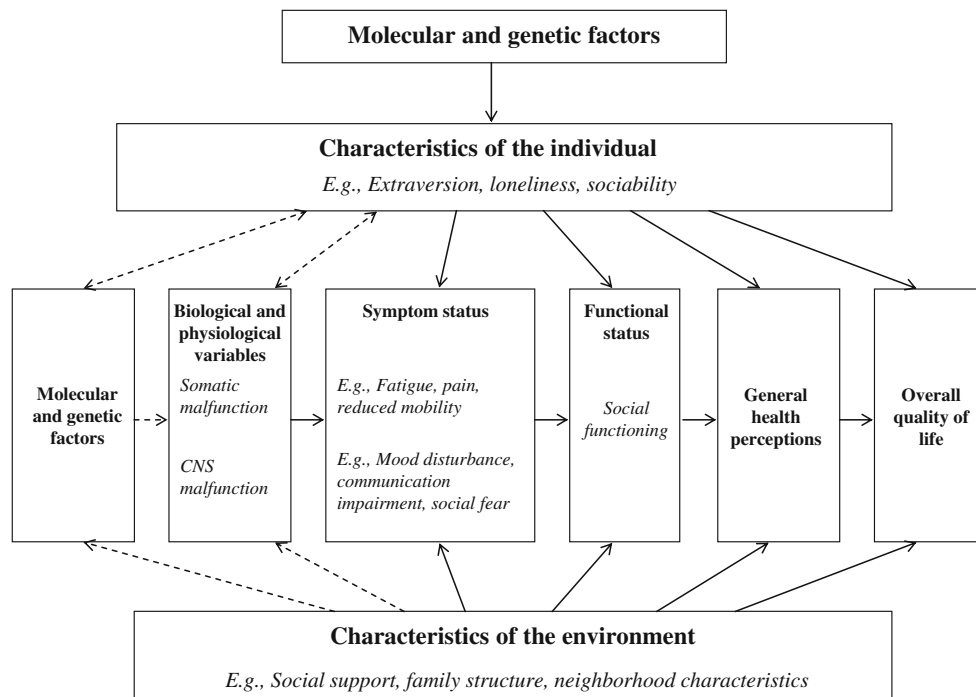 Molecular and genetic factors
Characteristics of the individual
E.g., Extraversion, loneliness, sociability
Molecular
and genetic
factors
Biological and
physiological
variables
Somatic
malfunction
CNS
malfunction
Symptom status
E.g., Fatigue, pain,
reduced mobility
E.g., Mood disturbance,
communication
impairment, social fear
Functional
status
Social
functioning
General
health
perceptions
Overall
quality of
life
Characteristics of the environment
E.g., Social support, family structure, neighborhood characteristics